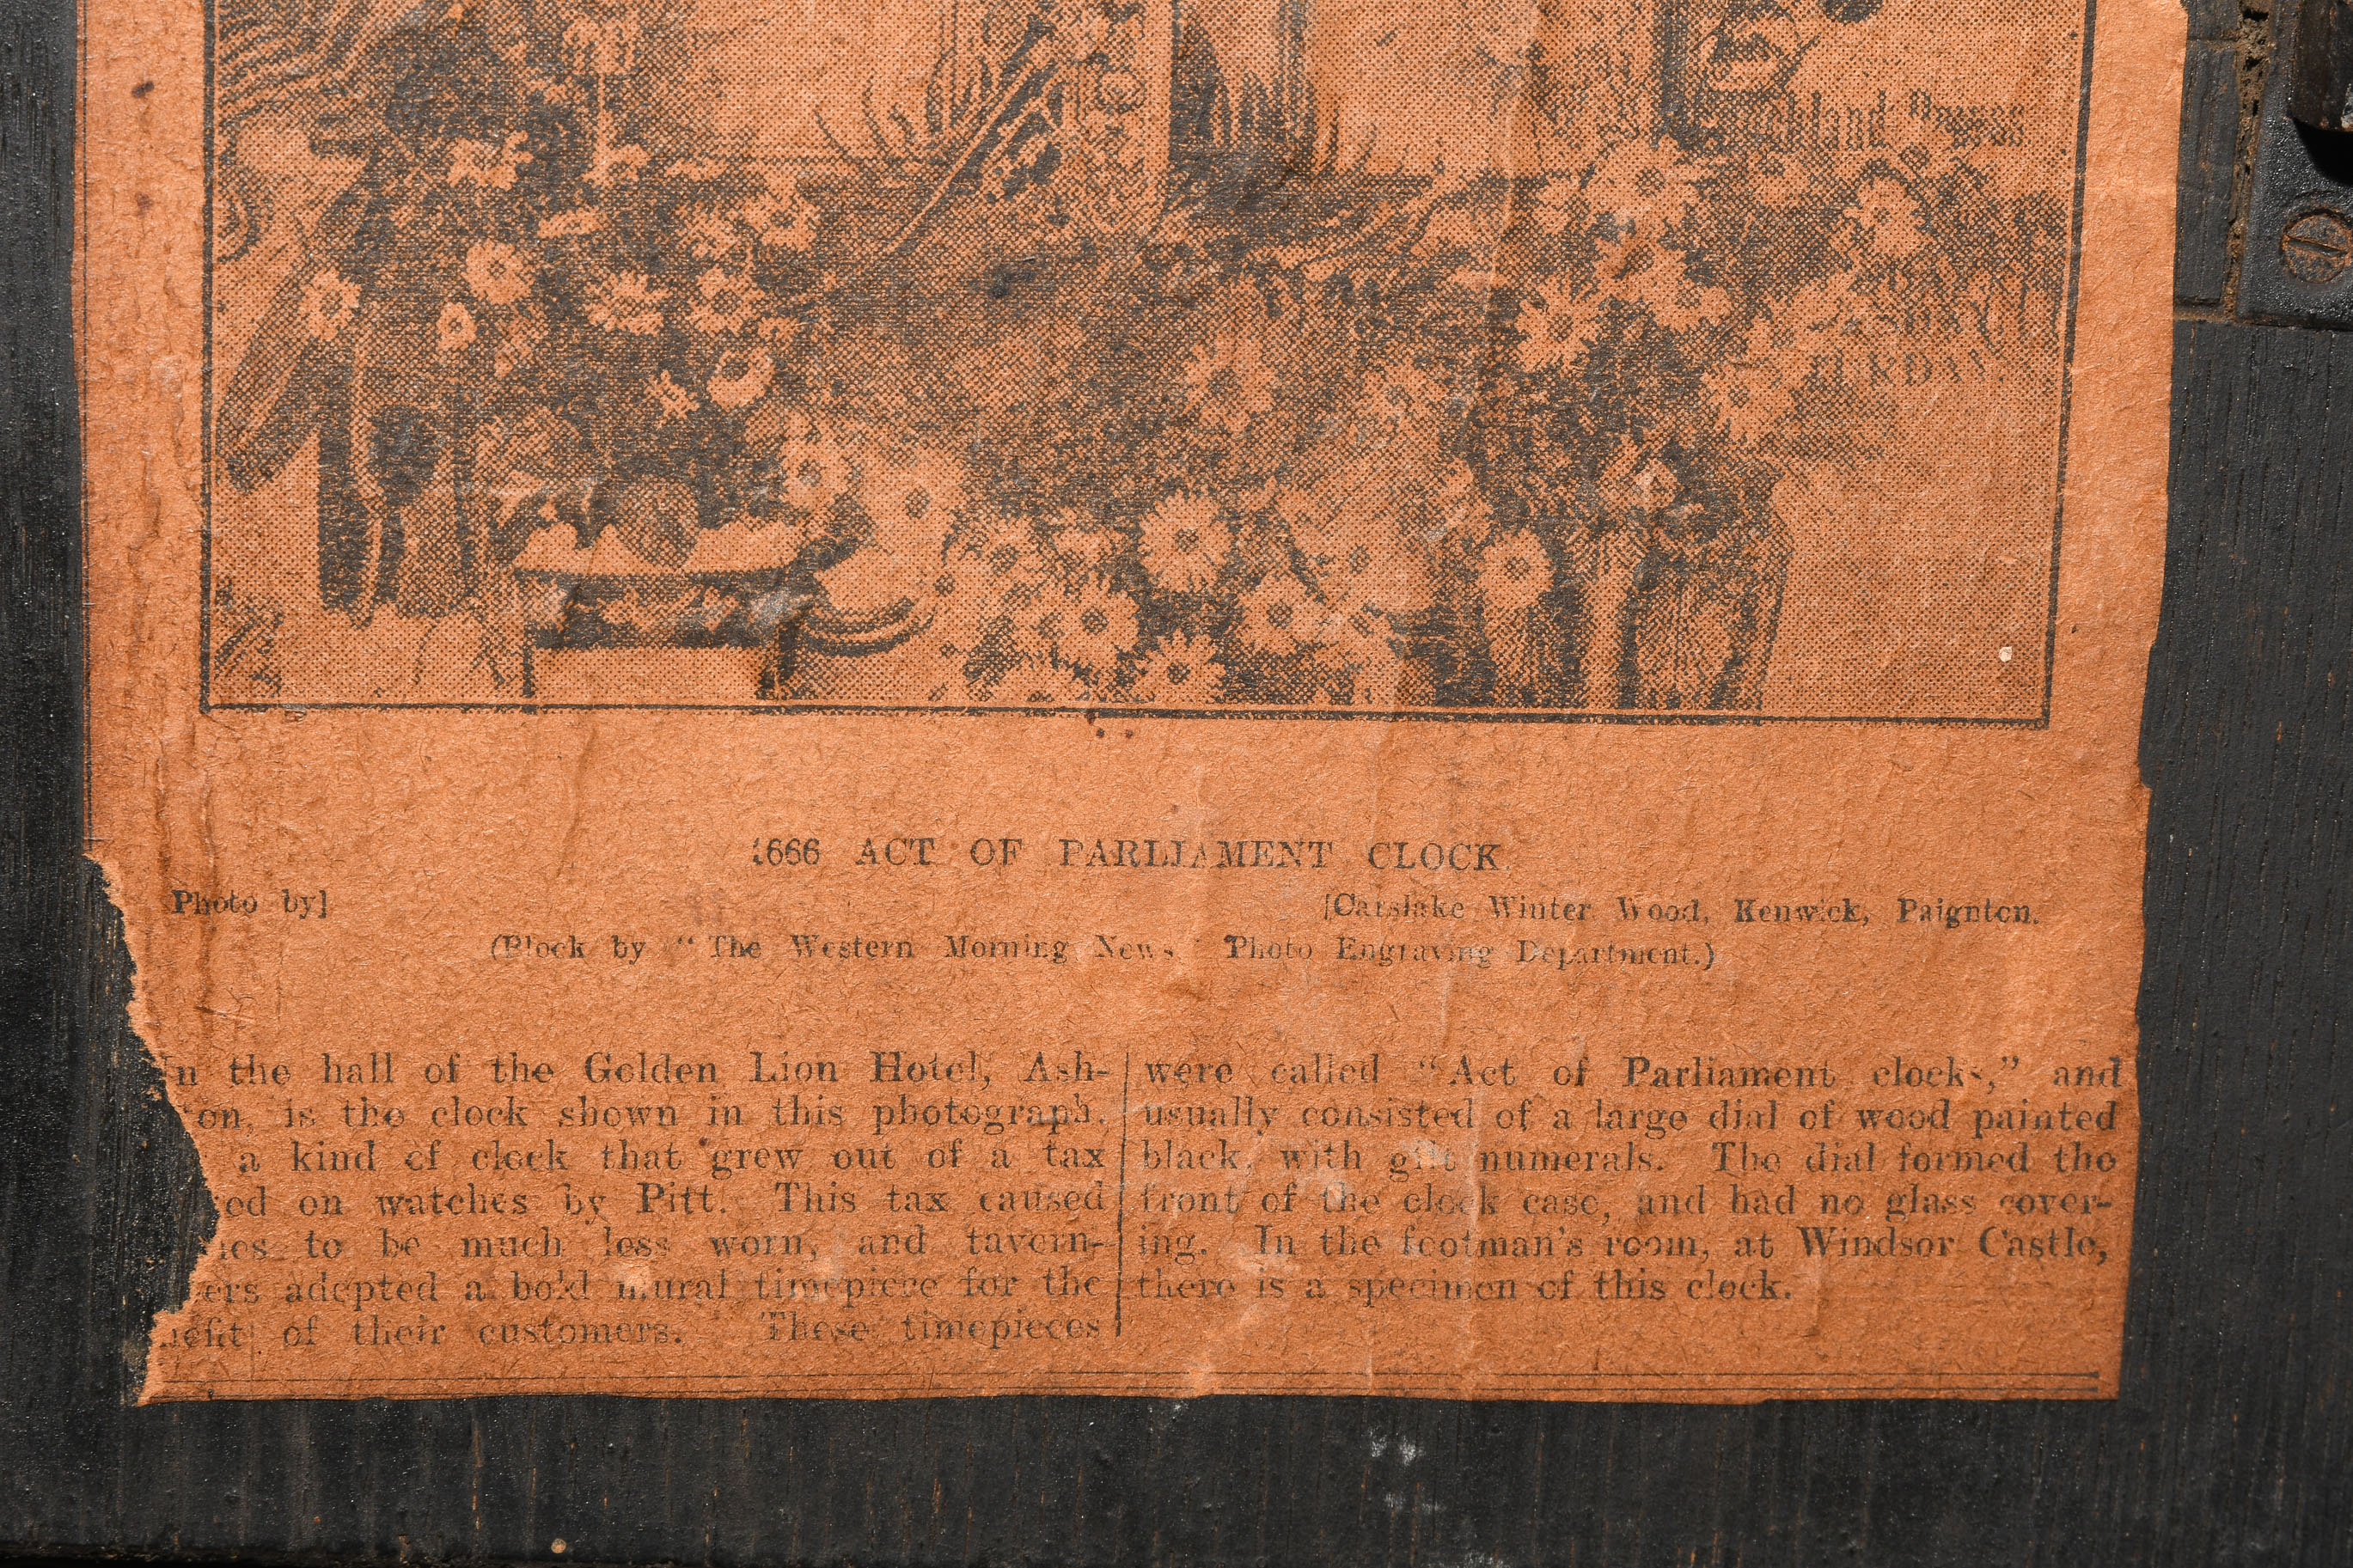 1666 ACT OF PARLIAMENT CLOCK.
Photo by] [Carslake Winter Wood, Kenwick, Paignton.
(Block by "The Western Morning News" Photo Engraving Department.)
In the hall of the Golden Lion Hotel, Ash-
on, is the clock shown in this photograph,
a kind of clock that grew out of a tax
ed on watches by Pitt. This tax caused
ies to be much less worn, and tavern-
ers adopted a bold mural timepiece for the
nefit of their customers. These timepieces
were called "Act of Parliament clocks," and
usually consisted of a large dial of wood painted
black, with gilt numerals. The dial formed the
front of the clock case, and had no glass cover-
ing. In the footman's room, at Windsor Castle,
there is a specimen of this clock.